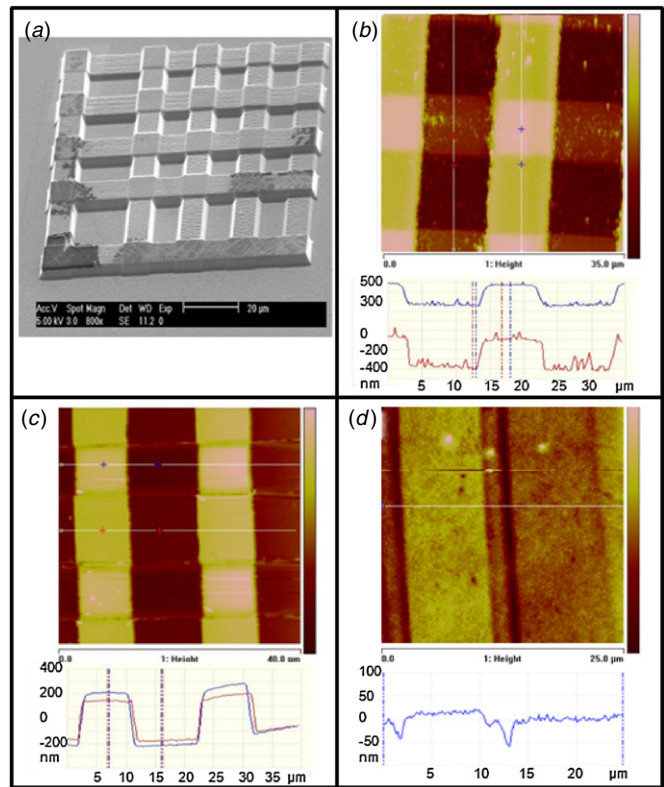 (a)
Acc.V Spot Magn Det WD Exp
5.00 kV 3.0 800x SE 11.2 0
20 µm
(b)
0.0 1: Height 35.0 µm
500
300
0
-200
-400
nm
5 10 15 20 25 30 µm
(c)
0.0 1: Height 40.0 µm
400
200
0
-200
nm
5 10 15 20 25 30 35 µm
(d)
0.0 1: Height 25.0 µm
100
50
0
-50
nm
5 10 15 20 µm